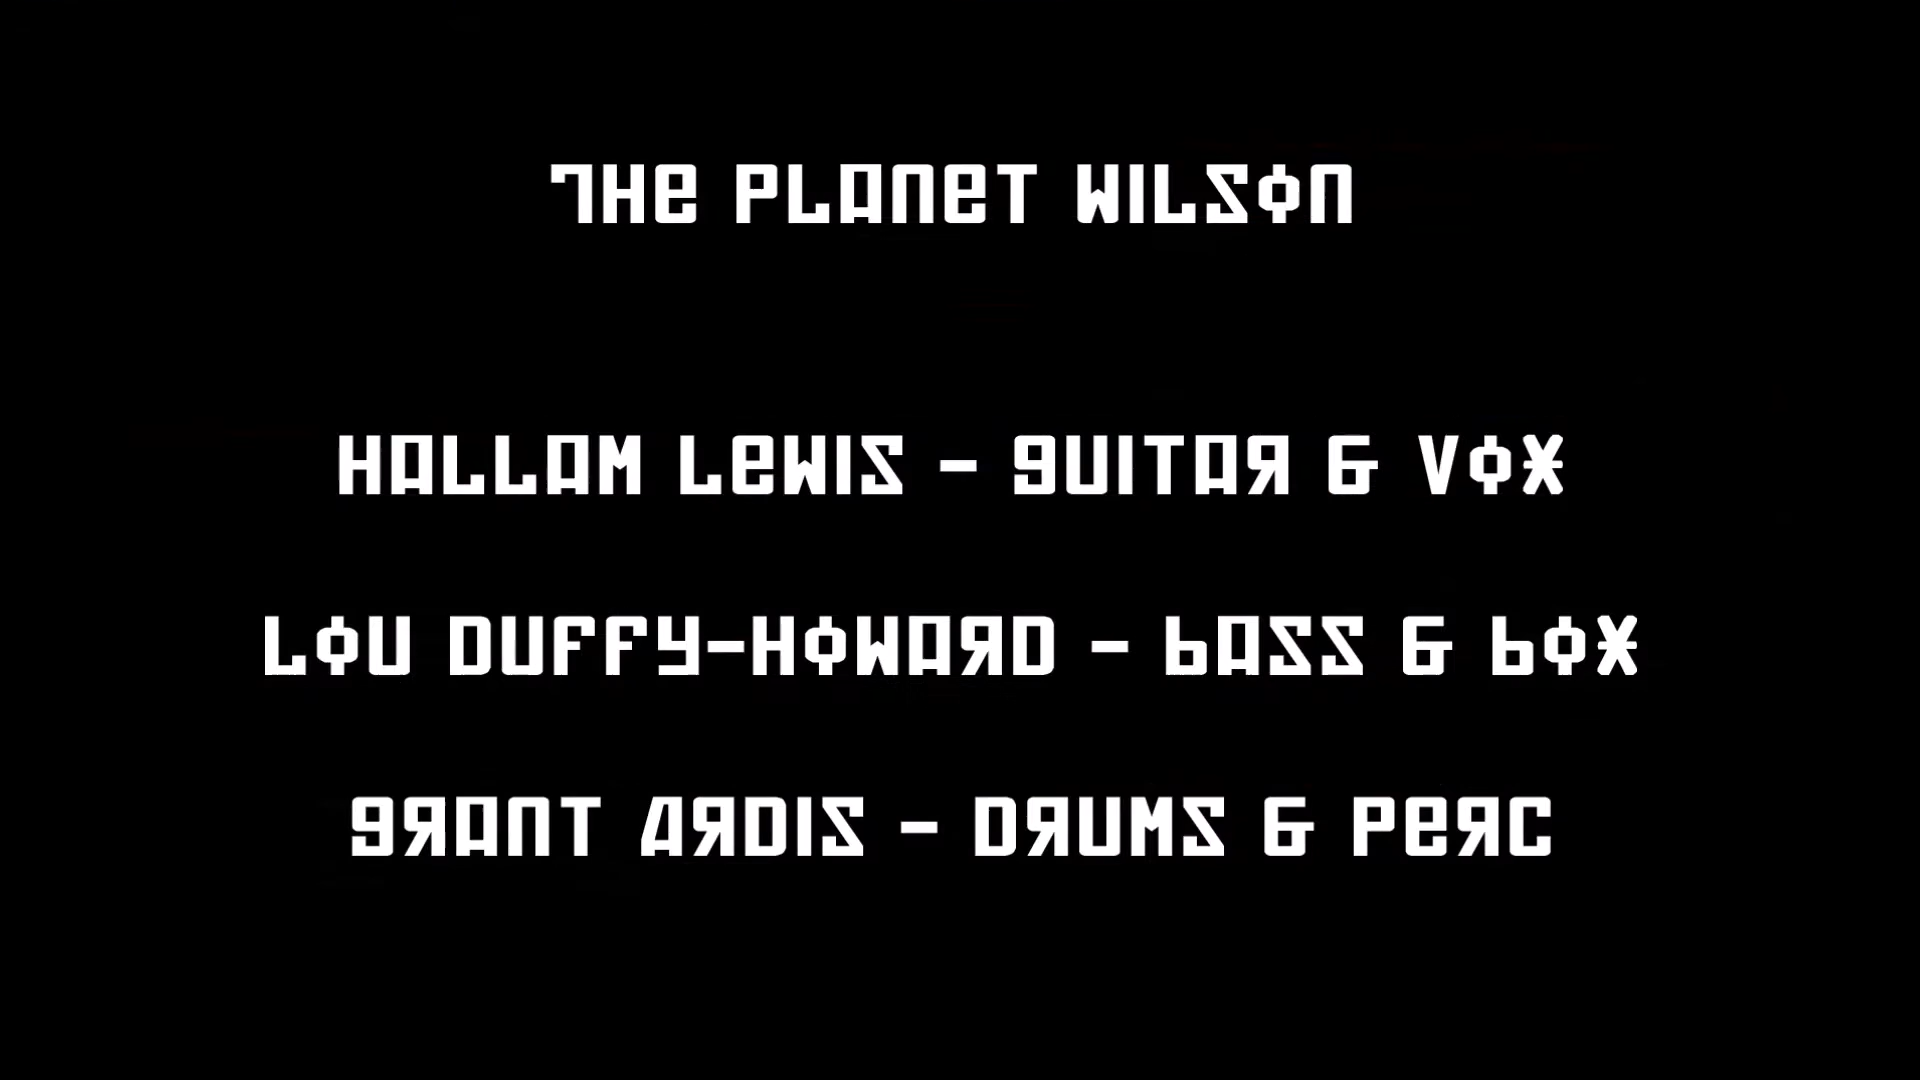 THE PLANET WILSON
HALLAM LEWIS - GUITAR & VOX
LOU DUFFY-HOWARD - BASS & BOX
GRANT ARDIS - DRUMS & PERC